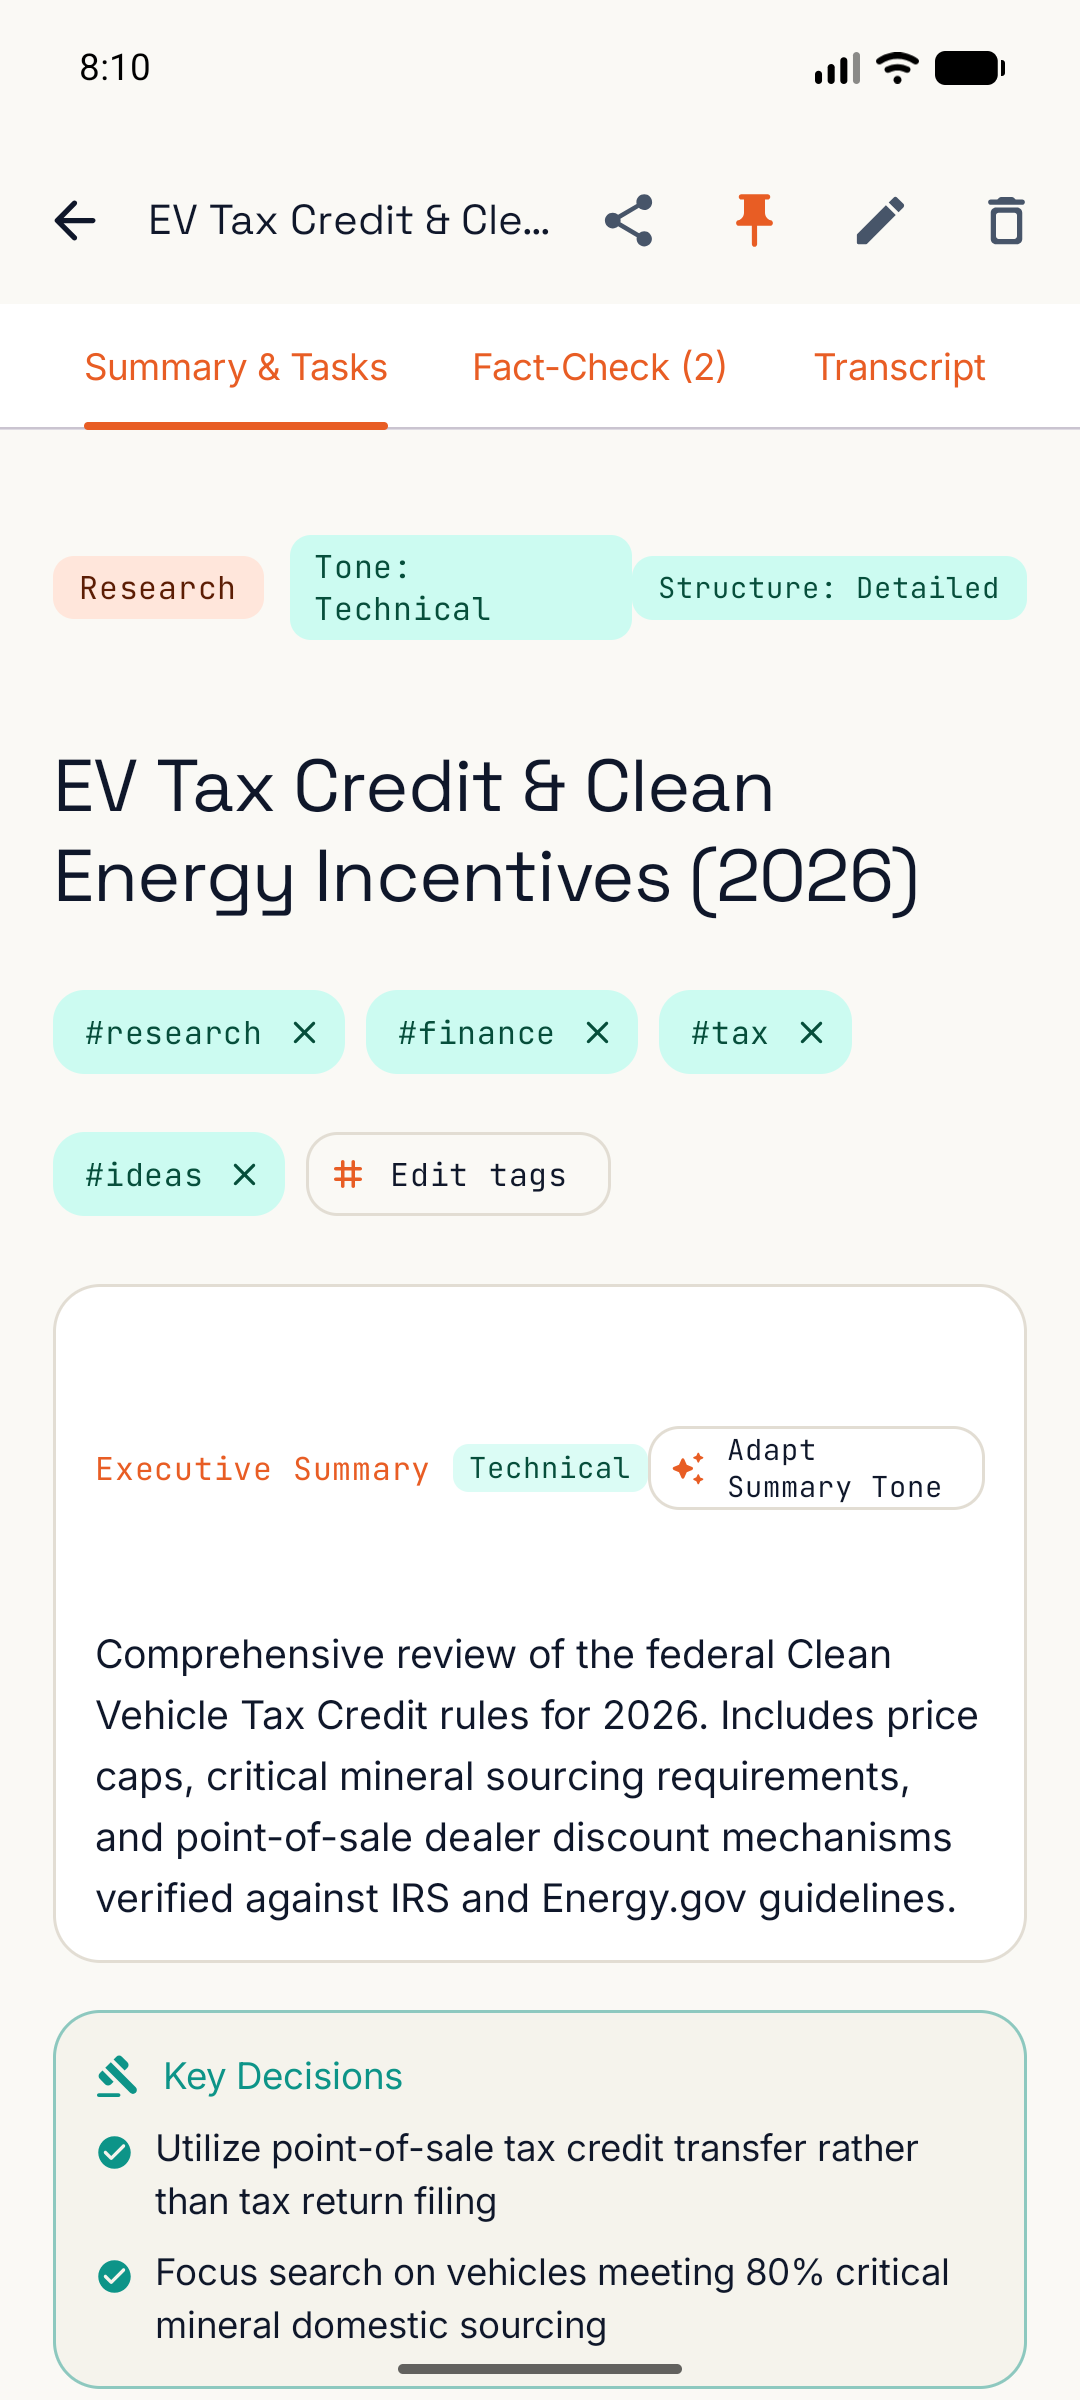 8:10
EV Tax Credit & Cle...
Summary & Tasks
Fact-Check (2)
Transcript
Research
Tone:
Technical
Structure: Detailed
EV Tax Credit & Clean
Energy Incentives (2026)
#research
#finance
#tax
#ideas
Edit tags
Executive Summary
Technical
Adapt
Summary Tone
Comprehensive review of the federal Clean
Vehicle Tax Credit rules for 2026. Includes price
caps, critical mineral sourcing requirements,
and point-of-sale dealer discount mechanisms
verified against IRS and Energy.gov guidelines.
Key Decisions
Utilize point-of-sale tax credit transfer rather
than tax return filing
Focus search on vehicles meeting 80% critical
mineral domestic sourcing